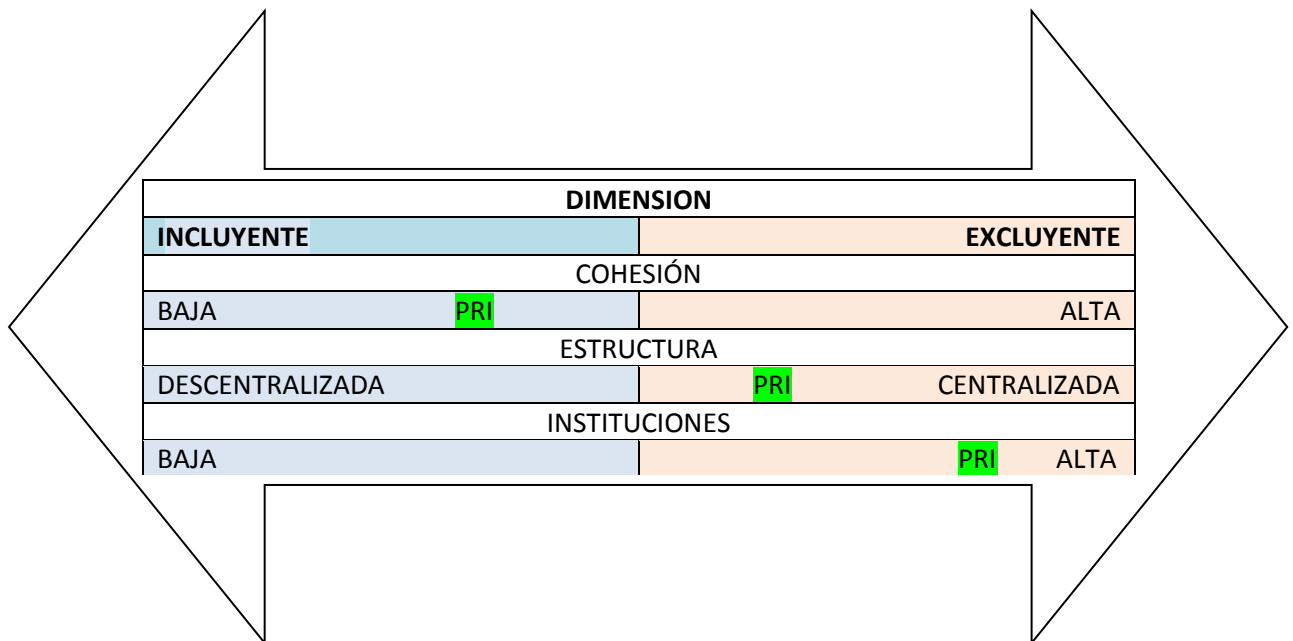 DIMENSION
INCLUYENTE EXCLUYENTE
COHESIÓN
BAJA PRI ALTA
ESTRUCTURA
DESCENTRALIZADA PRI CENTRALIZADA
INSTITUCIONES
BAJA PRI ALTA